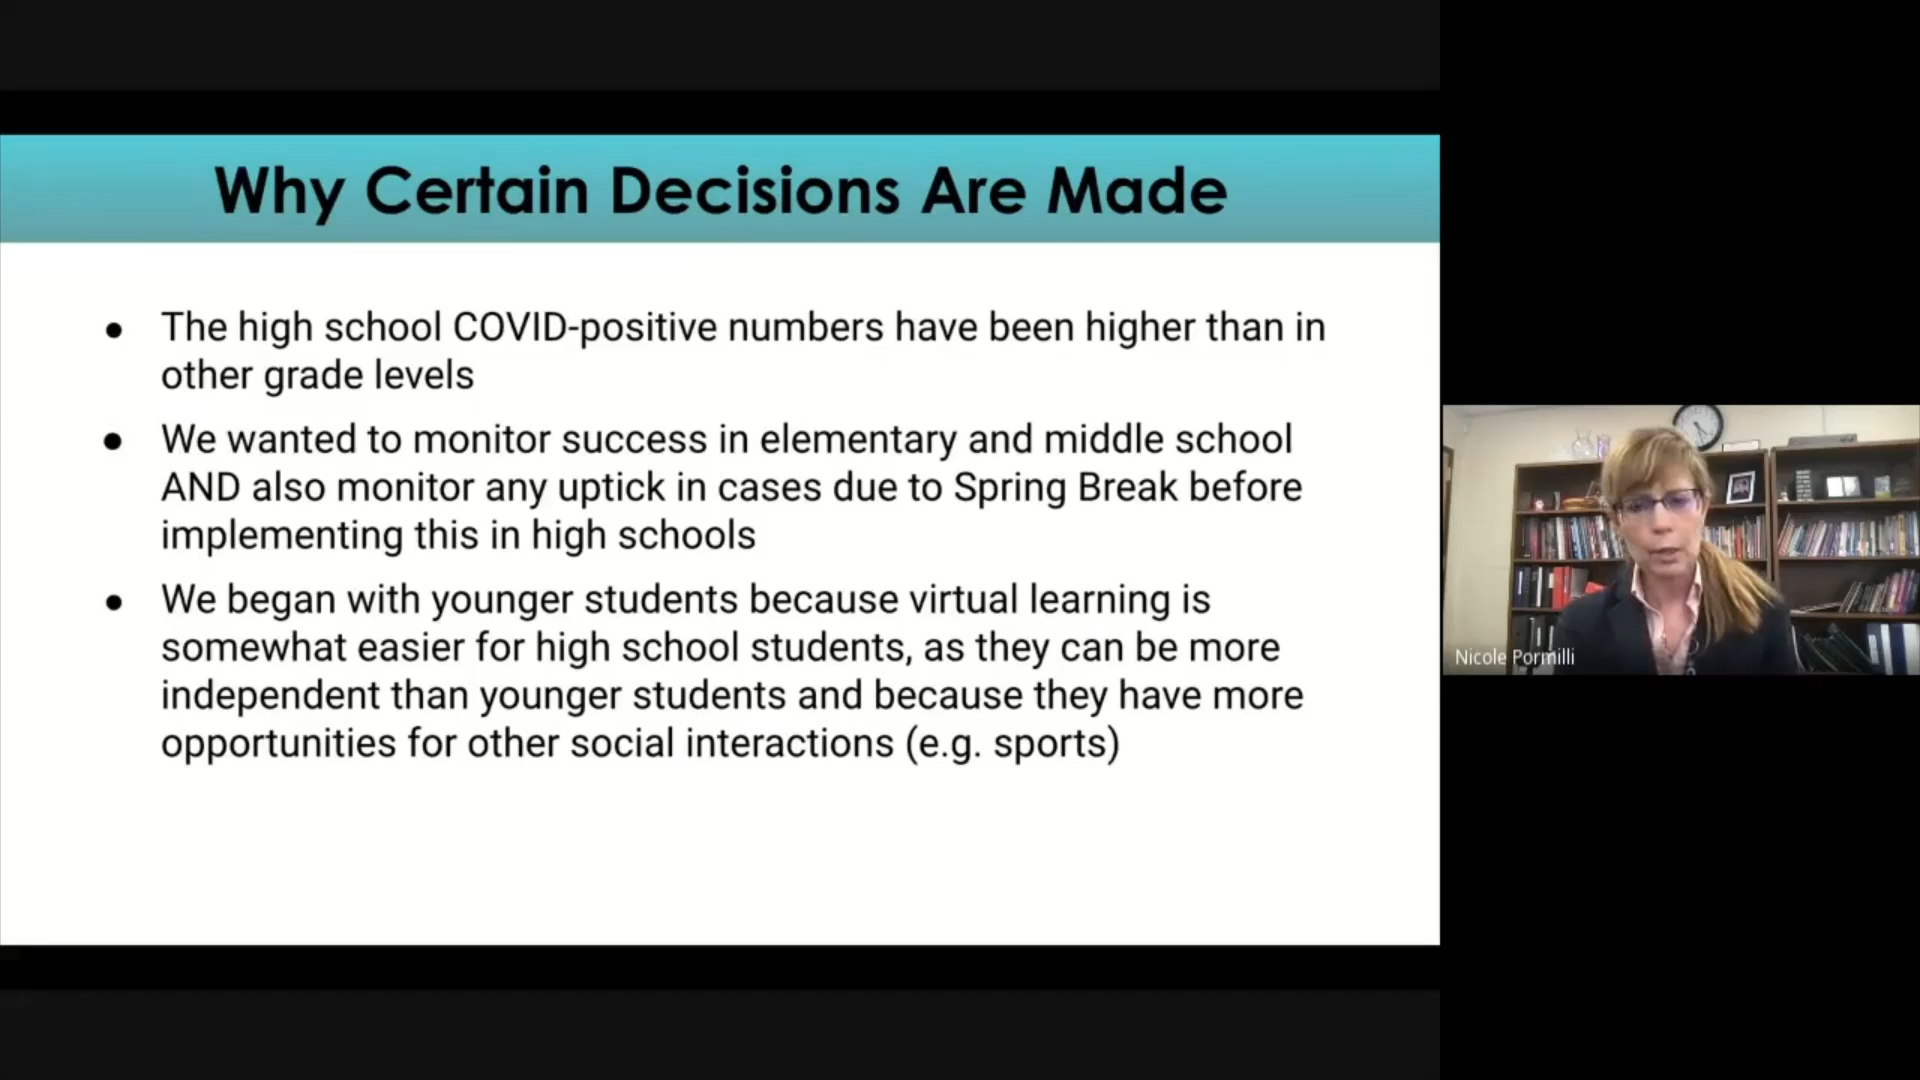 Why Certain Decisions Are Made
● The high school COVID-positive numbers have been higher than in
other grade levels
● We wanted to monitor success in elementary and middle school
AND also monitor any uptick in cases due to Spring Break before
implementing this in high schools
● We began with younger students because virtual learning is
somewhat easier for high school students, as they can be more
independent than younger students and because they have more
opportunities for other social interactions (e.g. sports)
Nicole Pormilli